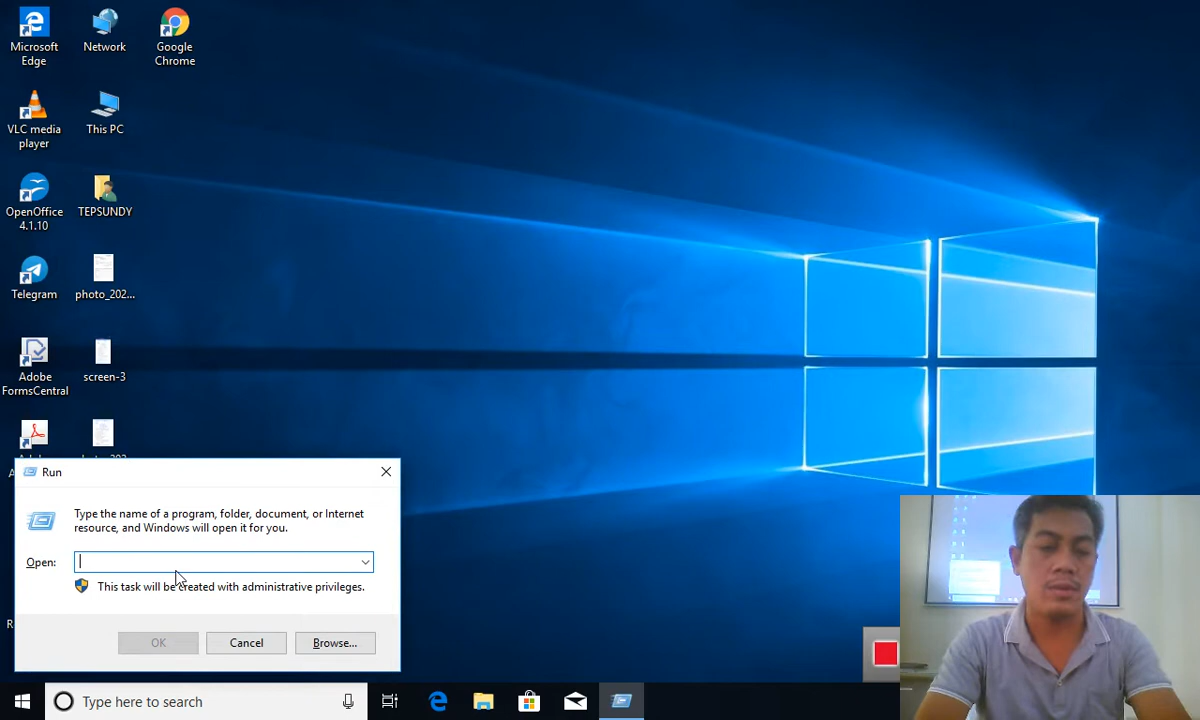 Microsoft
Edge
Network
Google
Chrome
VLC media
player
This PC
OpenOffice
4.1.10
TEPSUNDY
Telegram
photo_202...
Adobe
FormsCentral
screen-3
Run
Type the name of a program, folder, document, or Internet
resource, and Windows will open it for you.
Open:
This task will be created with administrative privileges.
OK
Cancel
Browse...
Type here to search